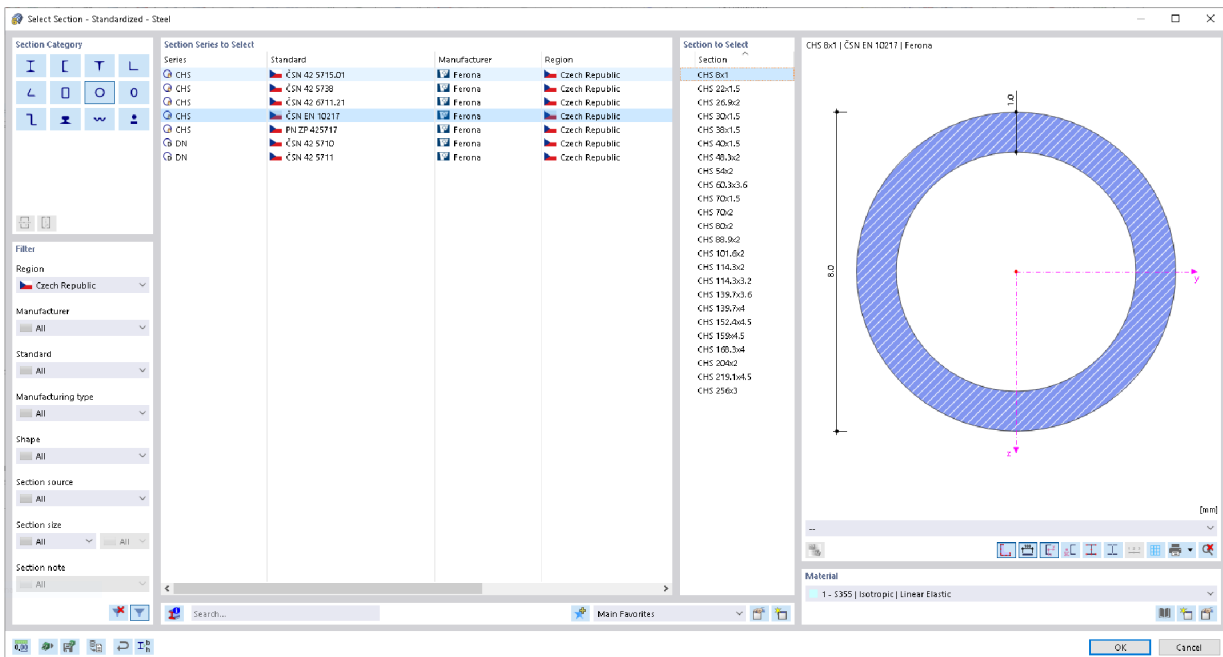 Select Section - Standardized - Steel
Section Category
Filter
Region
Czech Republic
Manufacturer
All
Standard
All
Manufacturing type
All
Shape
All
Section source
All
Section size
All
All
Section note
All
Section Series to Select
Series Standard Manufacturer Region
CHS ČSN 42 5715.01 Ferona Czech Republic
CHS ČSN 42 5738 Ferona Czech Republic
CHS ČSN 42 6711.21 Ferona Czech Republic
CHS ČSN EN 10217 Ferona Czech Republic
CHS PN ZP 425717 Ferona Czech Republic
DN ČSN 42 5710 Ferona Czech Republic
DN ČSN 42 5711 Ferona Czech Republic
Search...
Main Favorites
Section to Select
Section
CHS 8x1
CHS 22x1.5
CHS 26.9x2
CHS 30x1.5
CHS 38x1.5
CHS 40x1.5
CHS 48.3x2
CHS 54x2
CHS 60.3x3.6
CHS 70x1.5
CHS 70x2
CHS 80x2
CHS 88.9x2
CHS 101.6x2
CHS 114.3x2
CHS 114.3x3.2
CHS 139.7x3.6
CHS 139.7x4
CHS 152.4x4.5
CHS 159x4.5
CHS 168.3x4
CHS 204x2
CHS 219.1x4.5
CHS 256x3
CHS 8x1 | ČSN EN 10217 | Ferona
1.0
8.0
y
z
[mm]
--
Material
1 - S355 | Isotropic | Linear Elastic
0,00
OK
Cancel